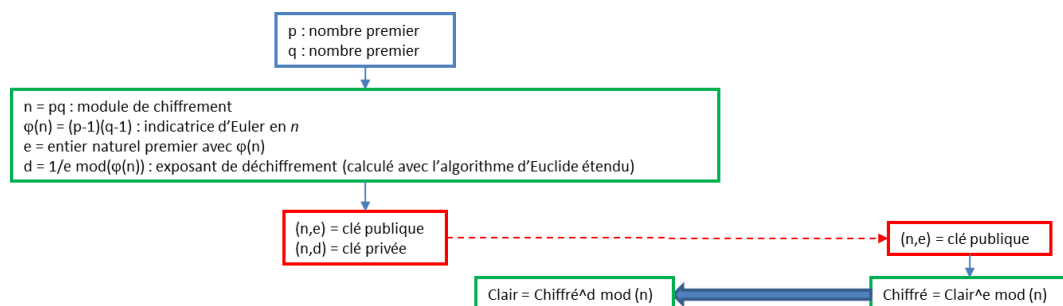 p : nombre premier
q : nombre premier
n = pq : module de chiffrement
φ(n) = (p-1)(q-1) : indicatrice d’Euler en n
e = entier naturel premier avec φ(n)
d = 1/e mod(φ(n)) : exposant de déchiffrement (calculé avec l’algorithme d’Euclide étendu)
(n,e) = clé publique
(n,d) = clé privée
(n,e) = clé publique
Clair = Chiffré^d mod (n)
Chiffré = Clair^e mod (n)